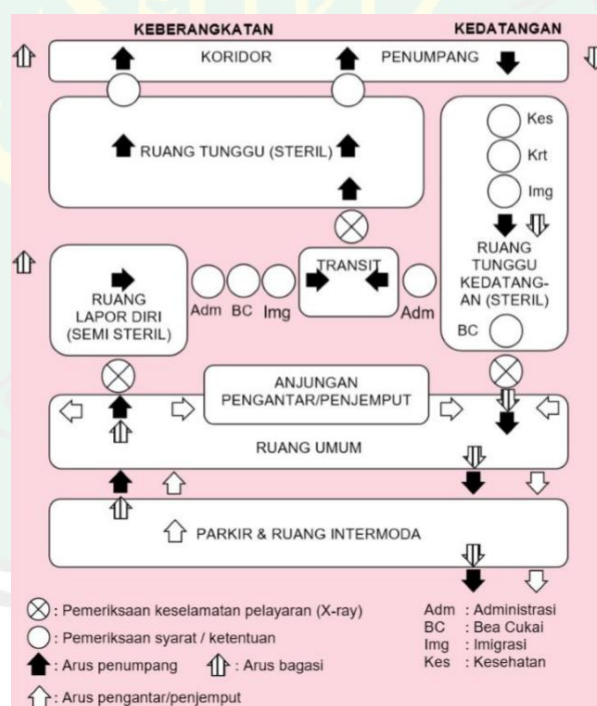 KEBERANGKATAN
KEDATANGAN
KORIDOR
PENUMPANG
RUANG TUNGGU (STERIL)
Kes
Krt
Img
RUANG
TUNGGU
KEDATANG-
AN (STERIL)
BC
TRANSIT
Adm
RUANG
LAPOR DIRI
(SEMI STERIL)
Adm
BC
Img
ANJUNGAN
PENGANTAR/PENJEMPUT
RUANG UMUM
PARKIR & RUANG INTERMODA
: Pemeriksaan keselamatan pelayaran (X-ray)
: Pemeriksaan syarat / ketentuan
: Arus penumpang
: Arus bagasi
: Arus pengantar/penjemput
Adm : Administrasi
BC : Bea Cukai
Img : Imigrasi
Kes : Kesehatan